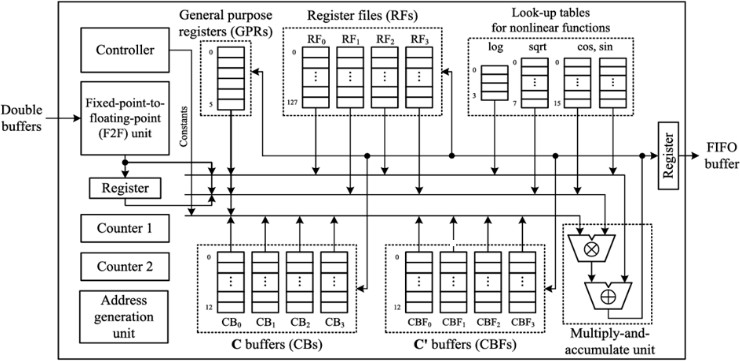 General purpose
registers (GPRs)
Register files (RFs)
Look-up tables
for nonlinear functions
Controller
RF0
RF1
RF2
RF3
log
sqrt
cos, sin
0
5
0
127
0
3
0
7
0
15
Double
buffers
Fixed-point-to-
floating-point
(F2F) unit
Constants
Register
Register
FIFO
buffer
Counter 1
Counter 2
Address
generation
unit
0
12
CB0
CB1
CB2
CB3
C buffers (CBs)
0
12
CBF0
CBF1
CBF2
CBF3
C' buffers (CBFs)
Multiply-and-
accumulate unit